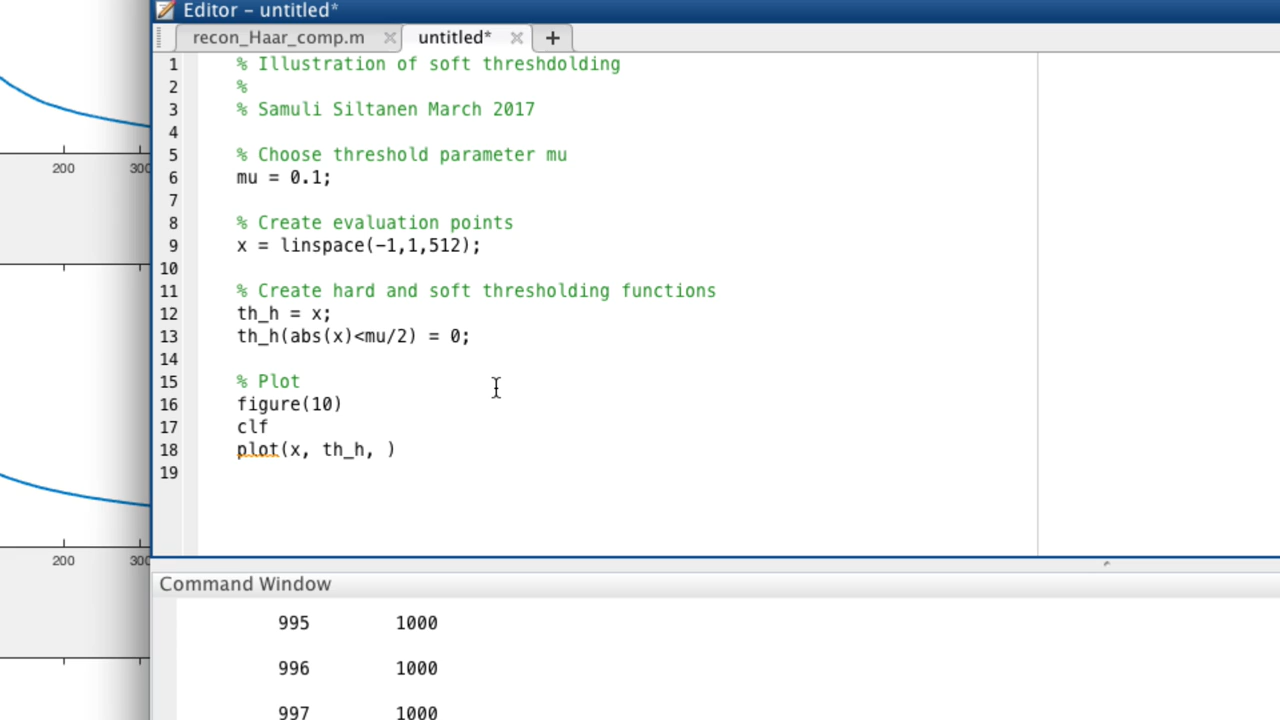 Editor – untitled*
recon_Haar_comp.m untitled* +
1 % Illustration of soft threshdolding
2 %
3 % Samuli Siltanen March 2017
4
5 % Choose threshold parameter mu
6 mu = 0.1;
7
8 % Create evaluation points
9 x = linspace(-1,1,512);
10
11 % Create hard and soft thresholding functions
12 th_h = x;
13 th_h(abs(x)<mu/2) = 0;
14
15 % Plot
16 figure(10)
17 clf
18 plot(x, th_h, )
19
200 300
200 300
Command Window
995 1000
996 1000
997 1000